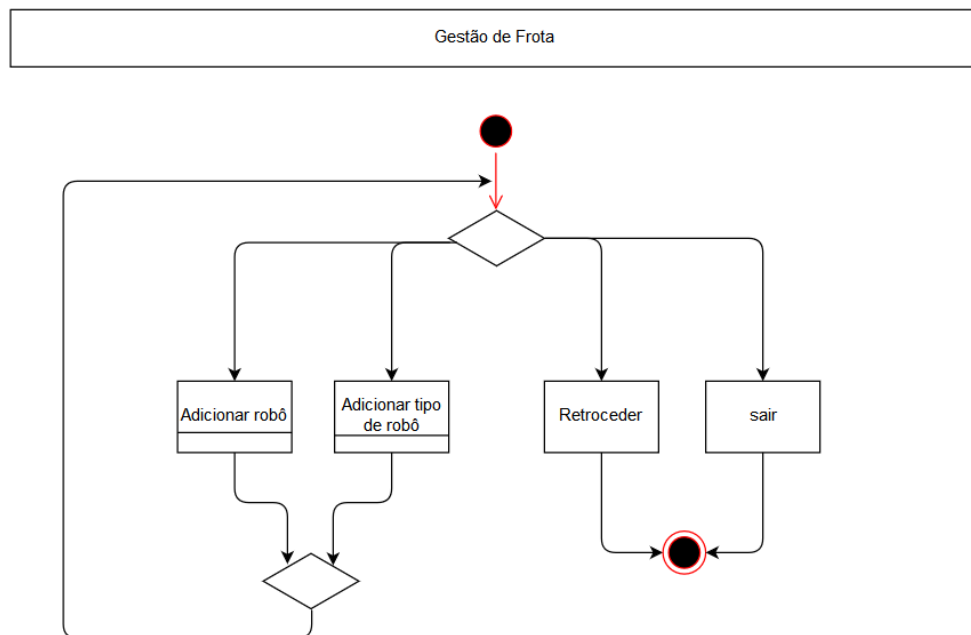 Gestão de Frota
Adicionar robô
Adicionar tipo
de robô
Retroceder
sair